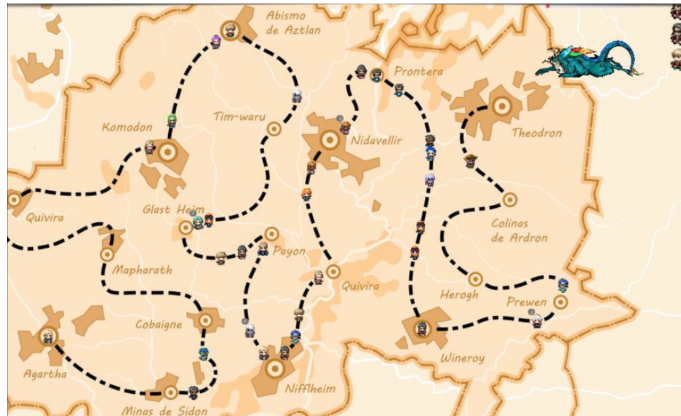 Abismo
de Aztlan
Prontera
Komodon
Tim-waru
Nidavellir
Theodron
Quivira
Glast Heim
Colinas
de Ardron
Mapharath
Payon
Quivira
Herogh
Prewen
Cobaigne
Agartha
Wineroy
Nifflheim
Minas de Sidon